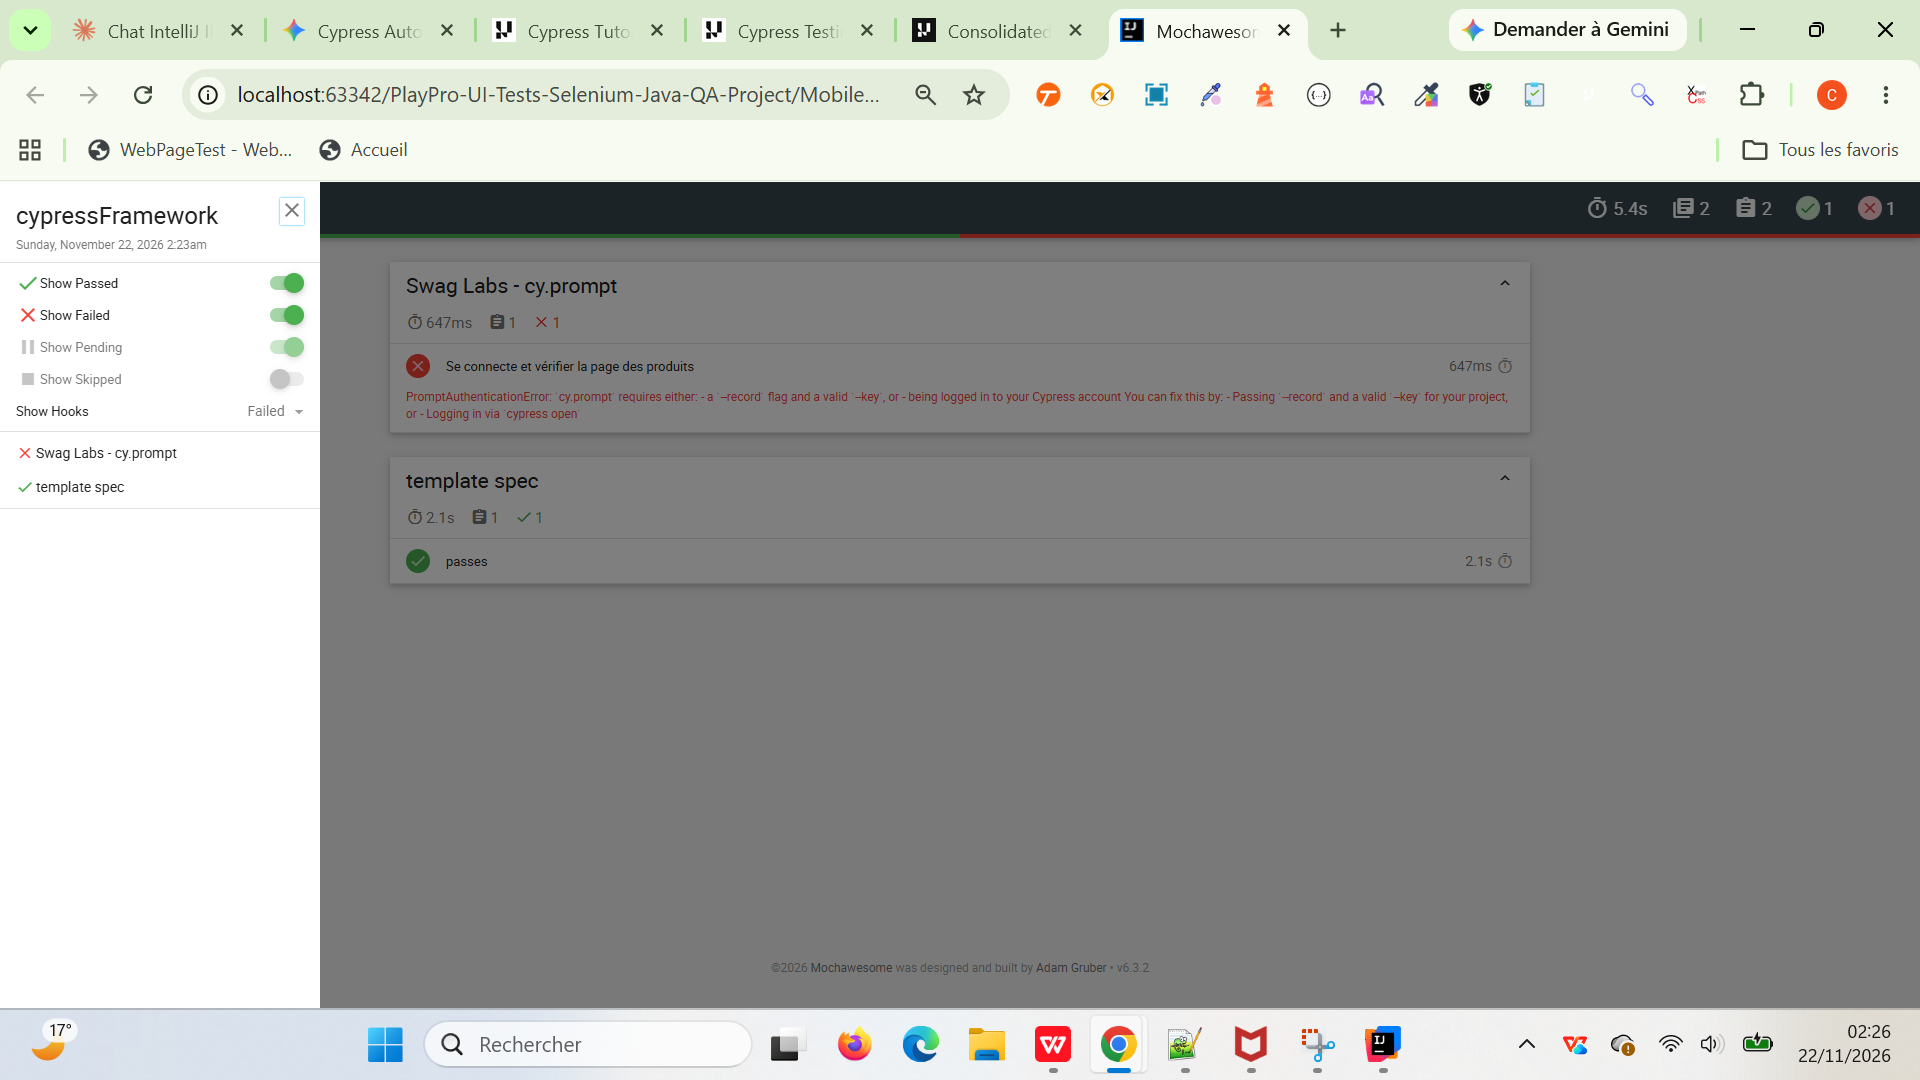 Chat IntelliJ I
Cypress Auto
Cypress Tuto
Cypress Testi
Consolidated
Mochawesor
Demander à Gemini
localhost:63342/PlayPro-UI-Tests-Selenium-Java-QA-Project/Mobile...
C
WebPageTest - Web...
Accueil
Tous les favoris
cypressFramework
Sunday, November 22, 2026 2:23am
5.4s
2
2
1
1
Show Passed
Show Failed
Show Pending
Show Skipped
Show Hooks
Failed
Swag Labs - cy.prompt
template spec
Swag Labs - cy.prompt
647ms
1
1
Se connecte et vérifier la page des produits
647ms
PromptAuthenticationError: `cy.prompt` requires either: - a `--record` flag and a valid `--key`, or - being logged in to your Cypress account You can fix this by: - Passing `--record` and a valid `--key` for your project,
or - Logging in via `cypress open`
template spec
2.1s
1
1
passes
2.1s
©2026 Mochawesome was designed and built by Adam Gruber • v6.3.2
17°
Rechercher
02:26
22/11/2026